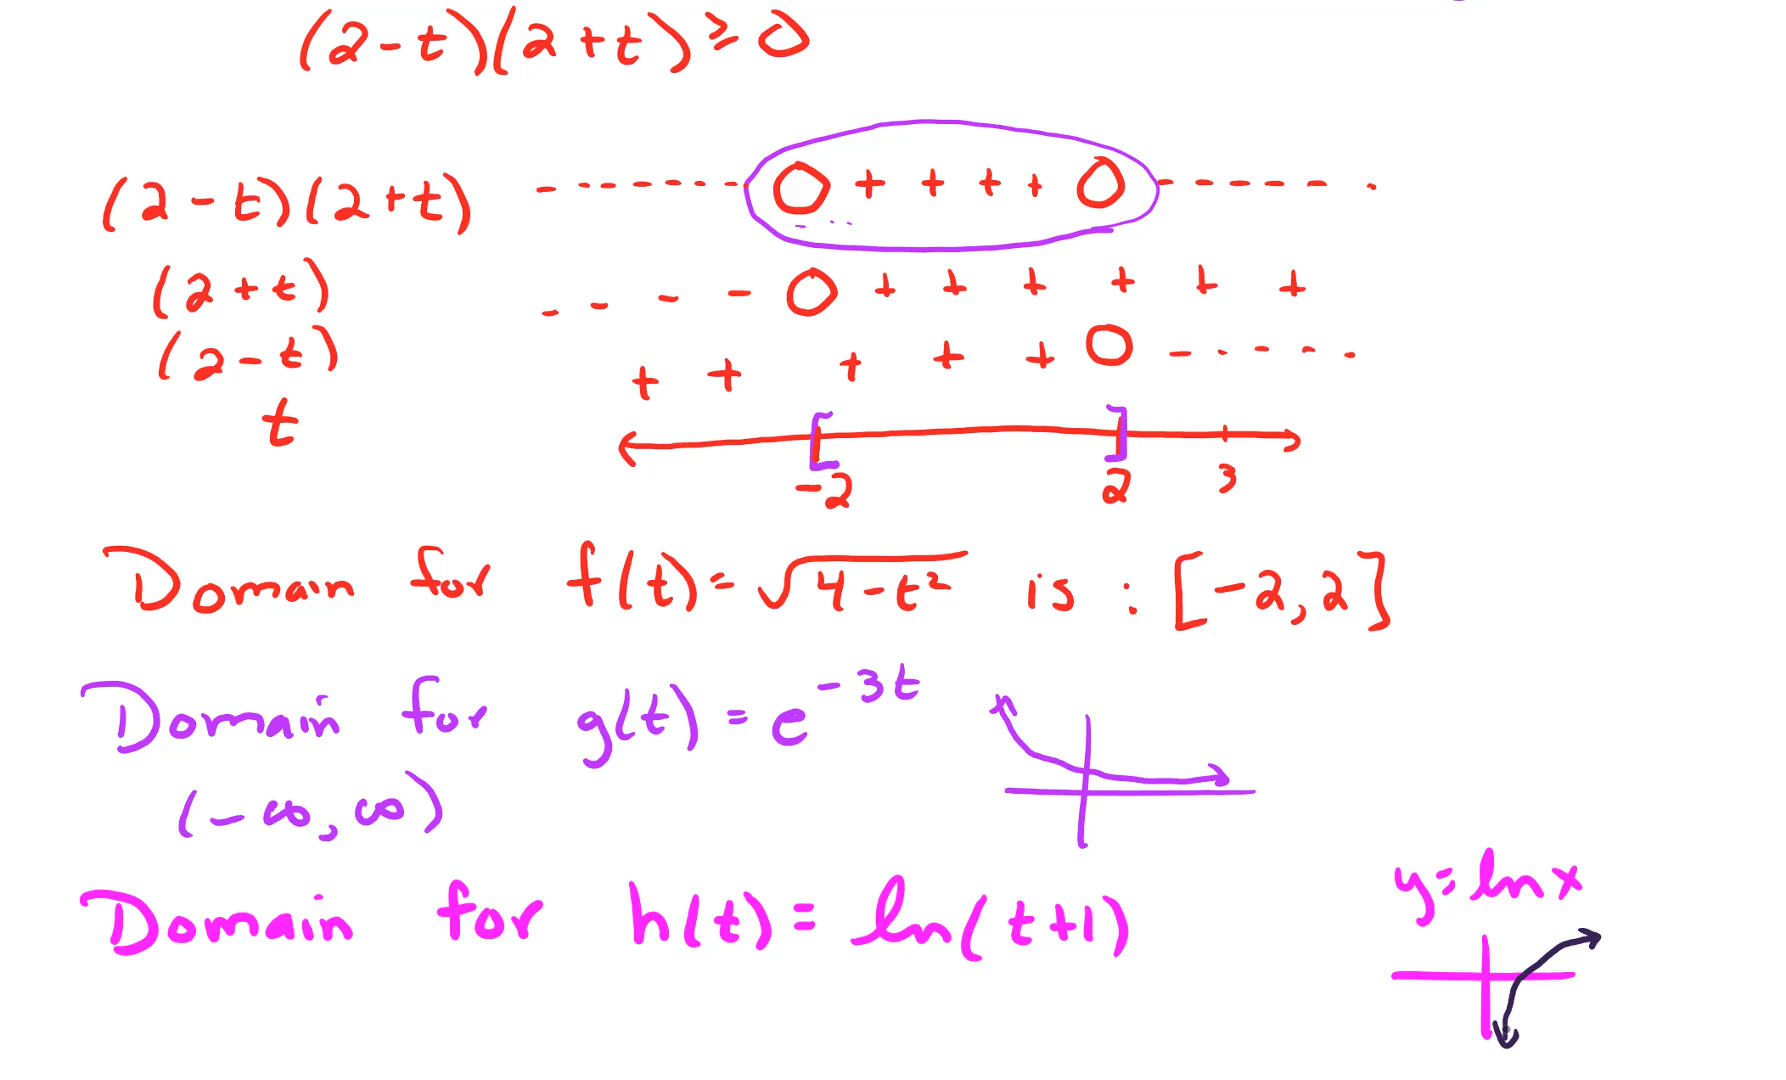 (2-t)(2+t) ≥ 0
(2-t)(2+t) - - - - - - - 0 + + + + 0 - - - - - -
(2+t) - - - - 0 + + + + + +
(2-t) + + + + + 0 - - - - -
t
-2 2 3
Domain for f(t) = √(4-t²) is : [-2,2]
Domain for g(t) = e^{-3t}
(-∞, ∞)
y = ln x
Domain for h(t) = ln(t+1)